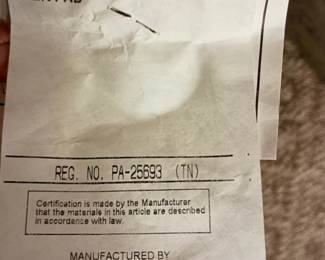 REG. NO. PA-25693 (TN)
Certification is made by the Manufacturer
that the materials in this article are described
in accordance with law.
MANUFACTURED BY